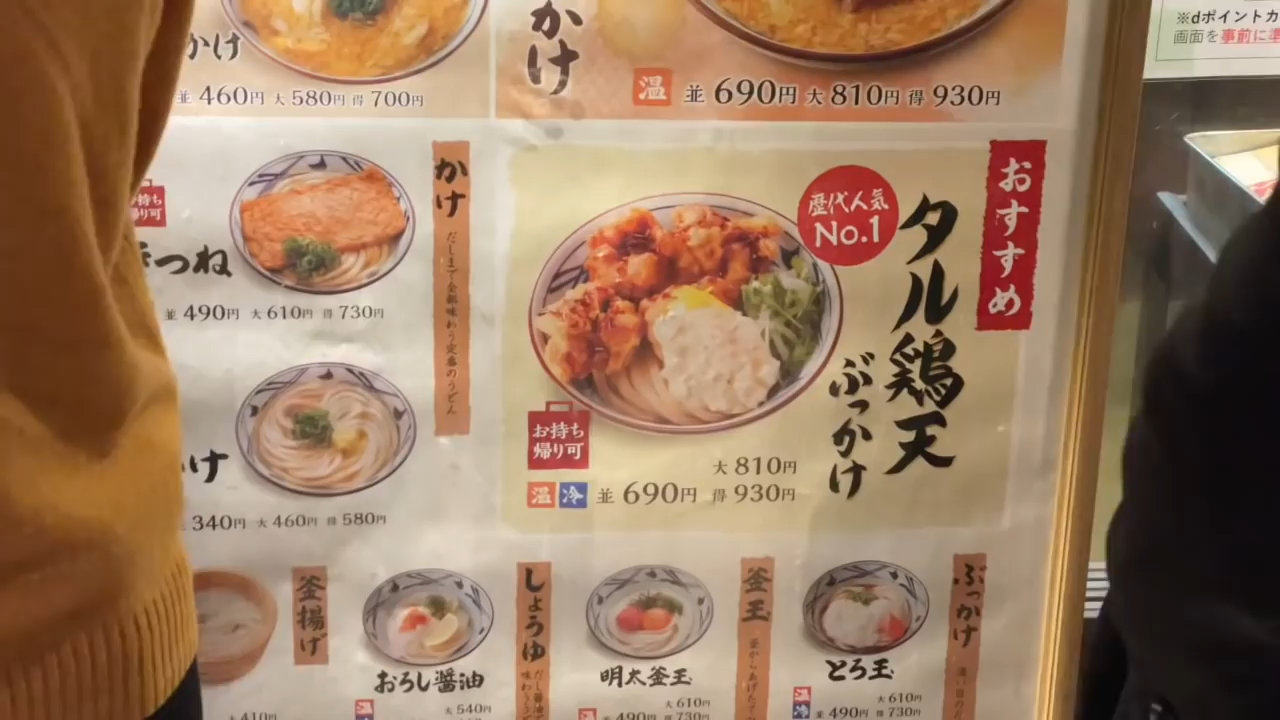 かけ
並 460円 大 580円 得 700円
かけ
温 並 690円 大 810円 得 930円
※dポイントカ
画面を事前に準
お持ち
帰り可
きつね
並 490円 大 610円 得 730円
かけ
だしまで全部味わう定番のうどん
かけ
340円 大 460円 得 580円
おすすめ
歴代人気
No.1
タル鶏天
ぶっかけ
お持ち
帰り可
大 810円
温 冷 並 690円 得 930円
釜揚げ
大 410円
しょうゆ
おろし醤油
大 540円
釜玉
釜からあげたて
明太釜玉
大 610円
並 490円 得 730円
ぶっかけ
とろ玉
温
冷
大 610円
並 490円 得 730円